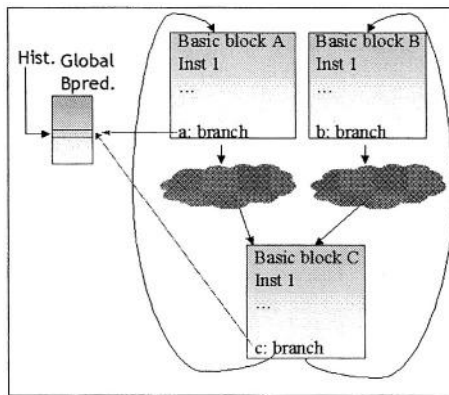 Hist.
Global
Bpred.
Basic block A
Inst 1
...
a: branch
Basic block B
Inst 1
...
b: branch
Basic block C
Inst 1
...
c: branch